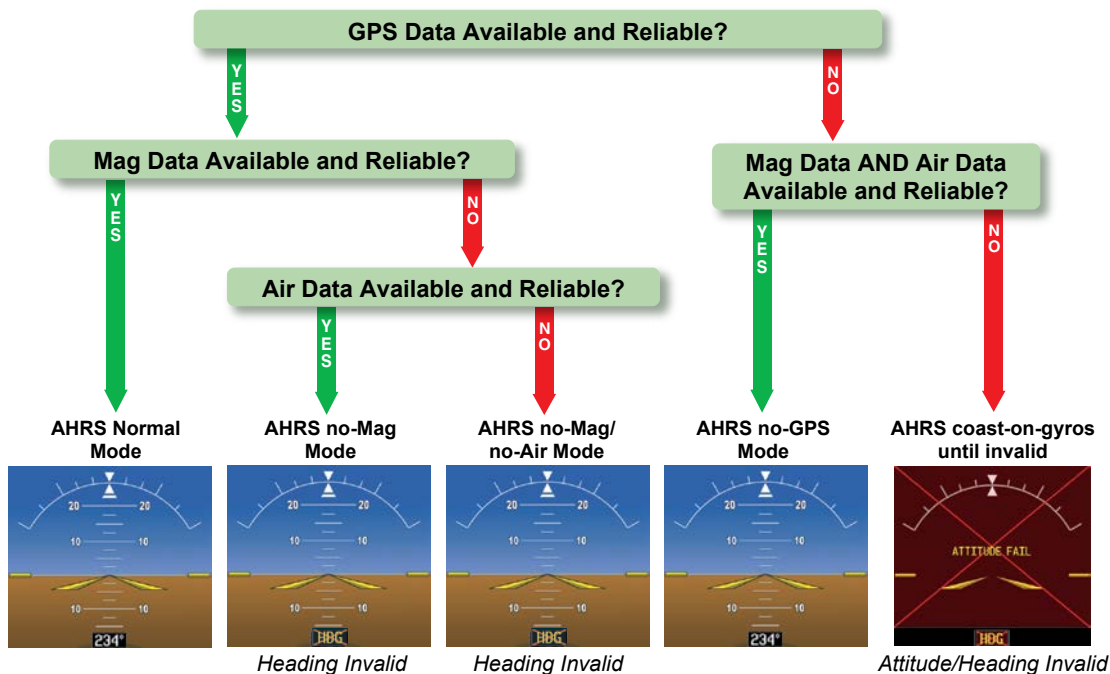 GPS Data Available and Reliable?
YES
NO
Mag Data Available and Reliable?
Mag Data AND Air Data
Available and Reliable?
YES
NO
YES
NO
Air Data Available and Reliable?
YES
NO
AHRS Normal
Mode
AHRS no-Mag
Mode
AHRS no-Mag/
no-Air Mode
AHRS no-GPS
Mode
AHRS coast-on-gyros
until invalid
20 20
10 10
10 10
234°
20 20
10 10
10 10
HDG
20 20
10 10
10 10
HDG
20 20
10 10
10 10
234°
ATTITUDE FAIL
HDG
Heading Invalid
Heading Invalid
Attitude/Heading Invalid